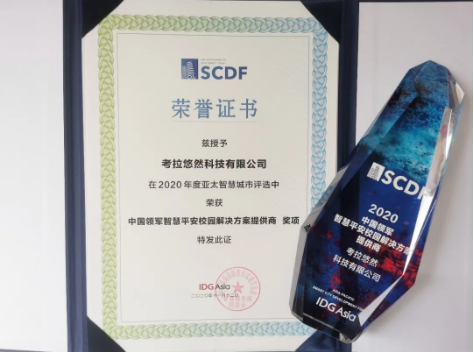 SCDF
荣誉证书
兹授予
考拉悠然科技有限公司
在2020年度亚太智慧城市评选中
荣获
中国领军智慧平安校园解决方案提供商 奖项
特发此证
IDG Asia
SCDF
2020
中国领军
智慧平安校园解决方案
提供商
考拉悠然
科技有限公司
IDG Asia